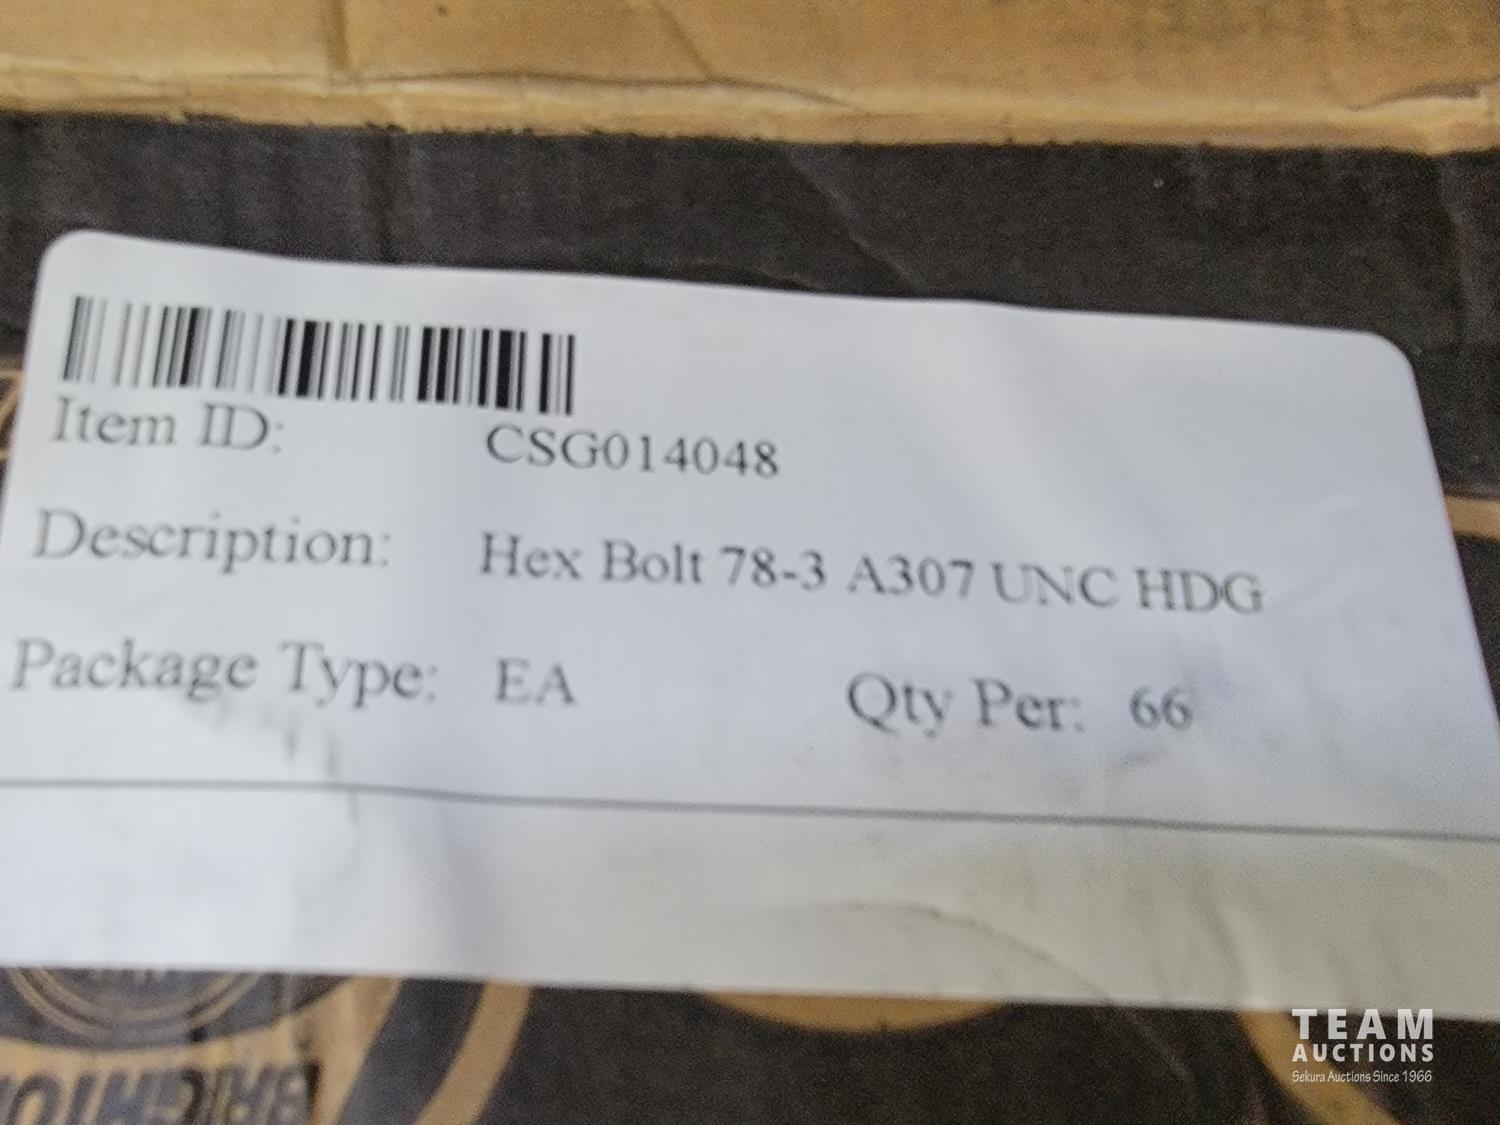 Item ID: CSG014048
Description: Hex Bolt 78-3 A307 UNC HDG
Package Type: EA Qty Per: 66
BRIGHTON
TEAM
AUCTIONS
Sekura Auctions Since 1966